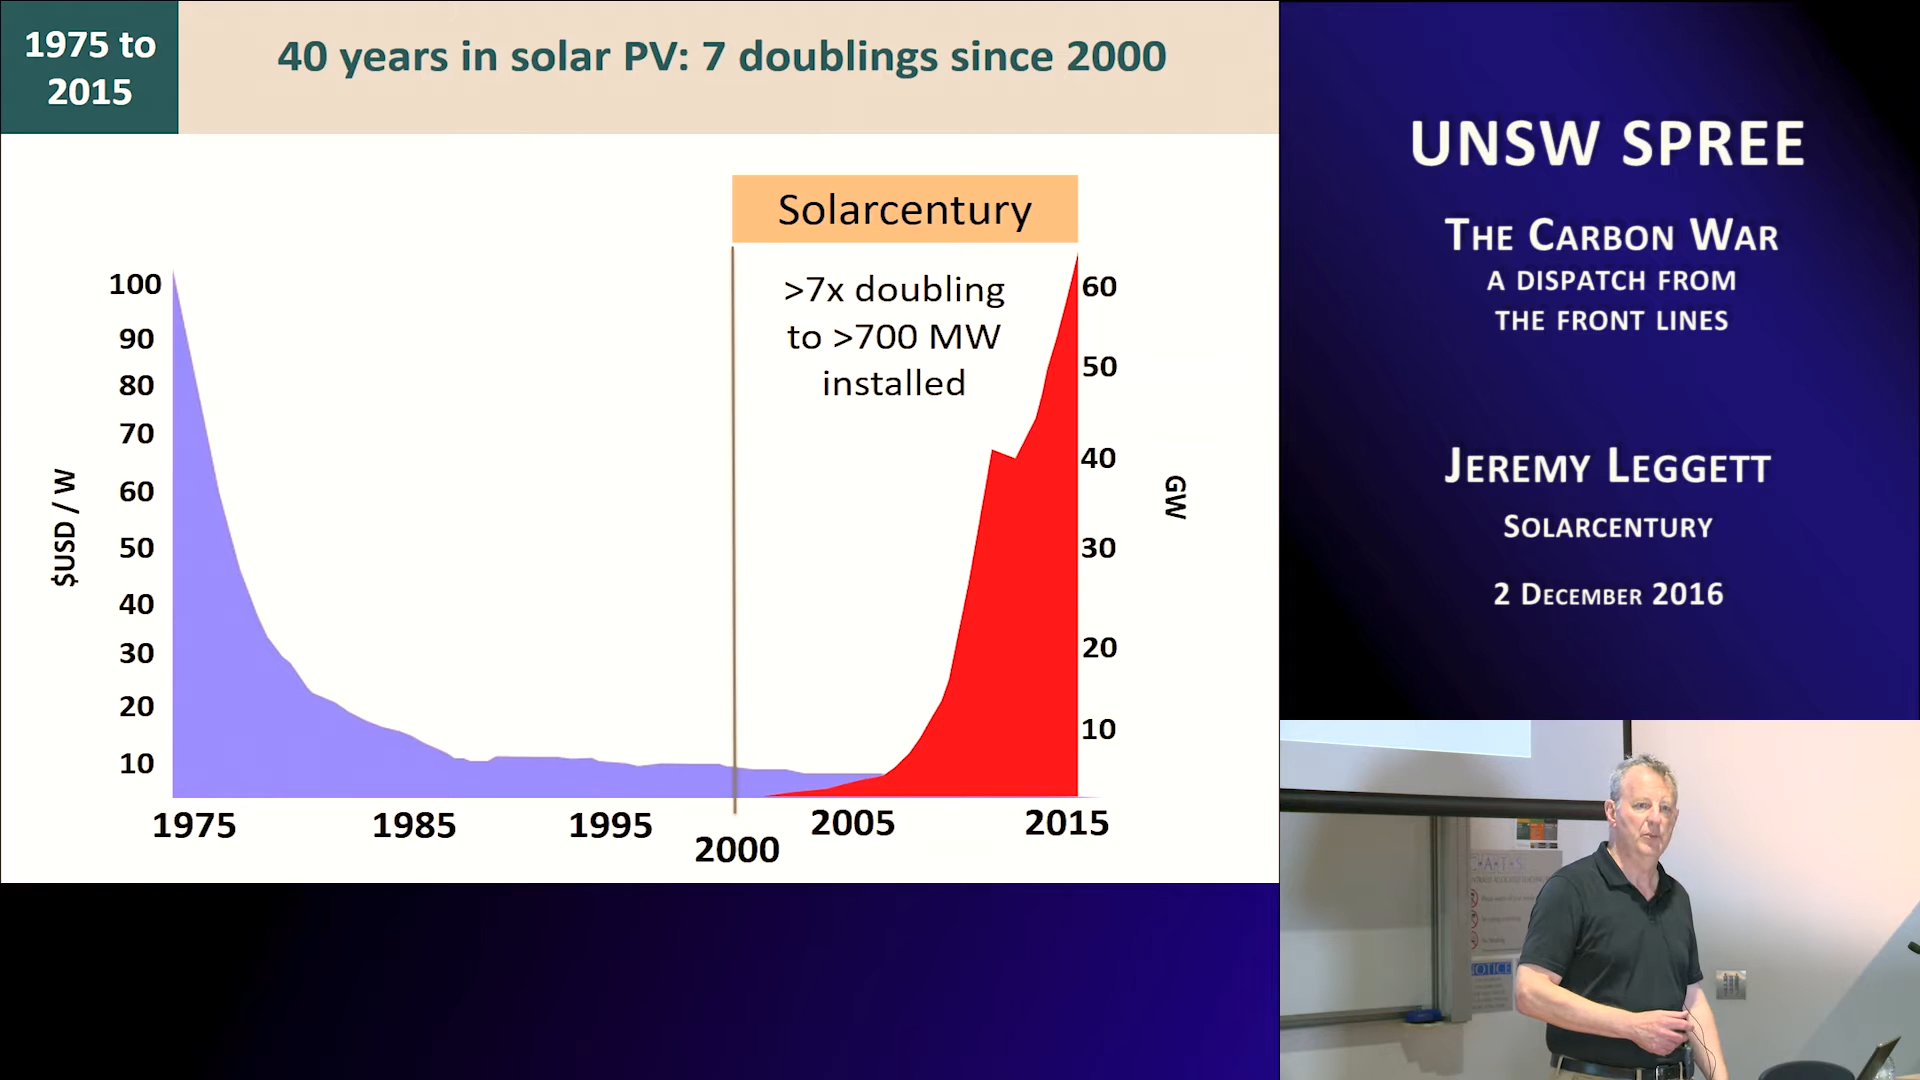 1975 to
2015
40 years in solar PV: 7 doublings since 2000
Solarcentury
>7x doubling
to >700 MW
installed
$USD / W
100
90
80
70
60
50
40
30
20
10
60
50
40
30
20
10
GW
1975
1985
1995
2000
2005
2015
UNSW SPREE
THE CARBON WAR
A DISPATCH FROM
THE FRONT LINES
JEREMY LEGGETT
SOLARCENTURY
2 DECEMBER 2016
NOTICE